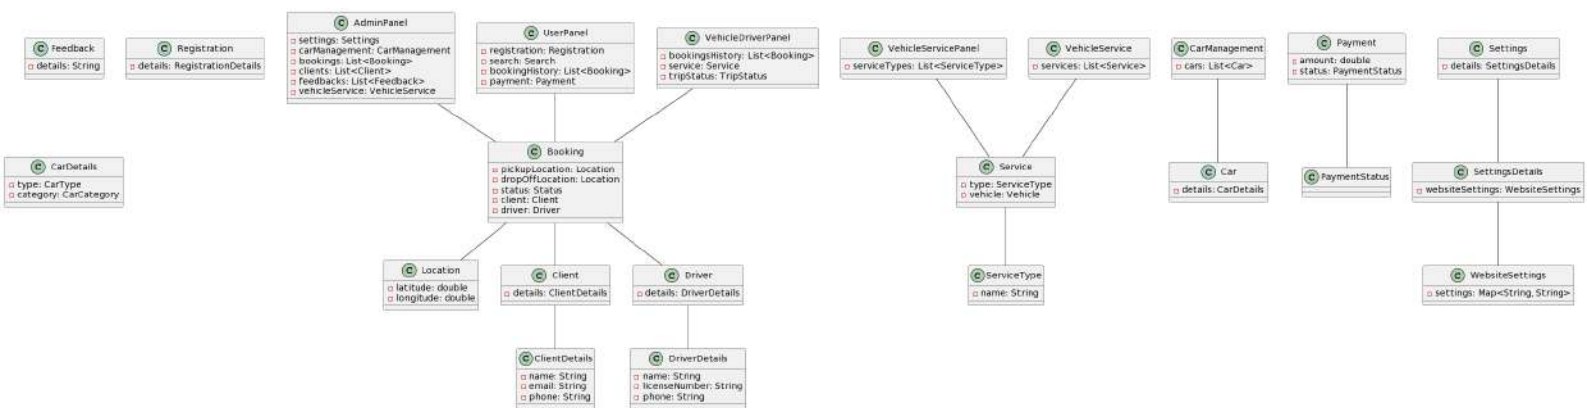 Feedback
details: String
Registration
details: RegistrationDetails
AdminPanel
settings: Settings
carManagement: CarManagement
bookings: List<Booking>
clients: List<Client>
feedbacks: List<Feedback>
vehicleService: VehicleService
UserPanel
registration: Registration
search: Search
bookingHistory: List<Booking>
payment: Payment
VehicleDriverPanel
bookingsHistory: List<Booking>
service: Service
tripStatus: TripStatus
VehicleServicePanel
serviceTypes: List<ServiceType>
VehicleService
services: List<Service>
CarManagement
cars: List<Car>
Payment
amount: double
status: PaymentStatus
Settings
details: SettingsDetails
CarDetails
type: CarType
category: CarCategory
Booking
pickupLocation: Location
dropOffLocation: Location
status: Status
client: Client
driver: Driver
Service
type: ServiceType
vehicle: Vehicle
Car
details: CarDetails
PaymentStatus
SettingsDetails
websiteSettings: WebsiteSettings
Location
latitude: double
longitude: double
Client
details: ClientDetails
Driver
details: DriverDetails
ServiceType
name: String
WebsiteSettings
settings: Map<String, String>
ClientDetails
name: String
email: String
phone: String
DriverDetails
name: String
licenseNumber: String
phone: String